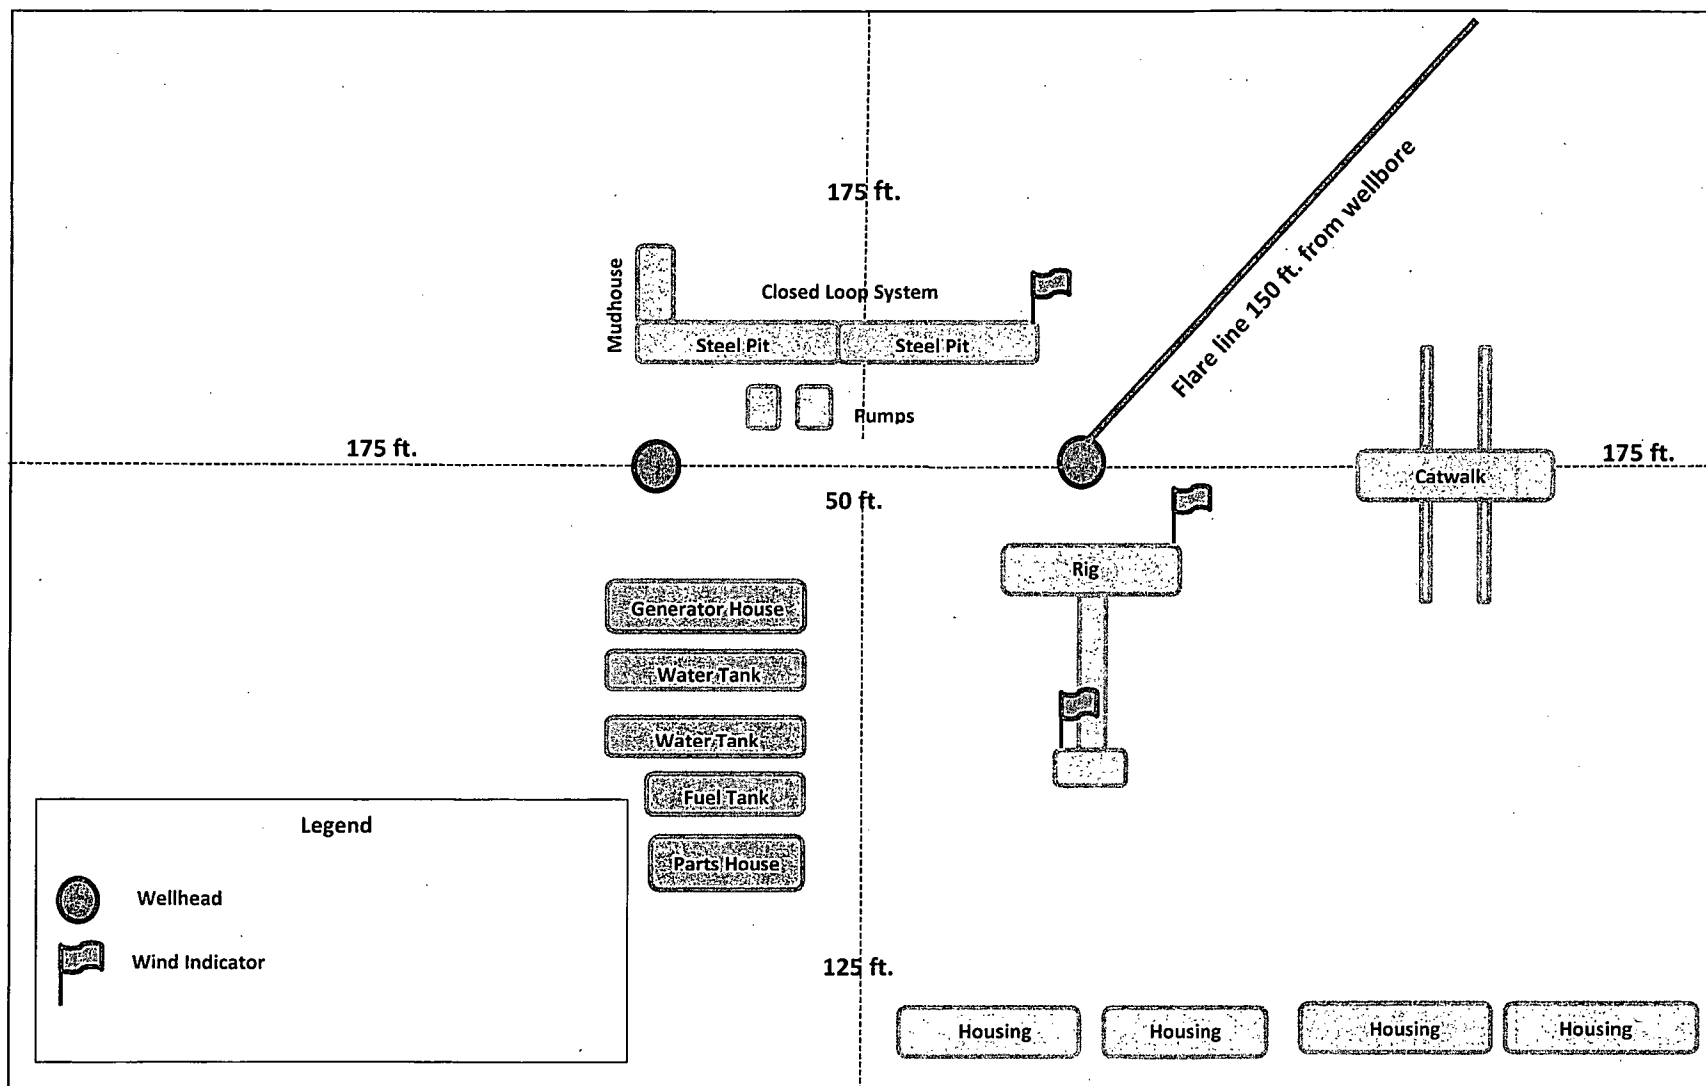 175 ft.
Flare line 150 ft. from wellbore
Mudhouse
Closed Loop System
Steel Pit
Steel Pit
Pumps
175 ft.
175 ft.
Catwalk
50 ft.
Rig
Generator House
Water Tank
Water Tank
Fuel Tank
Parts House
Legend
Wellhead
Wind Indicator
125 ft.
Housing
Housing
Housing
Housing